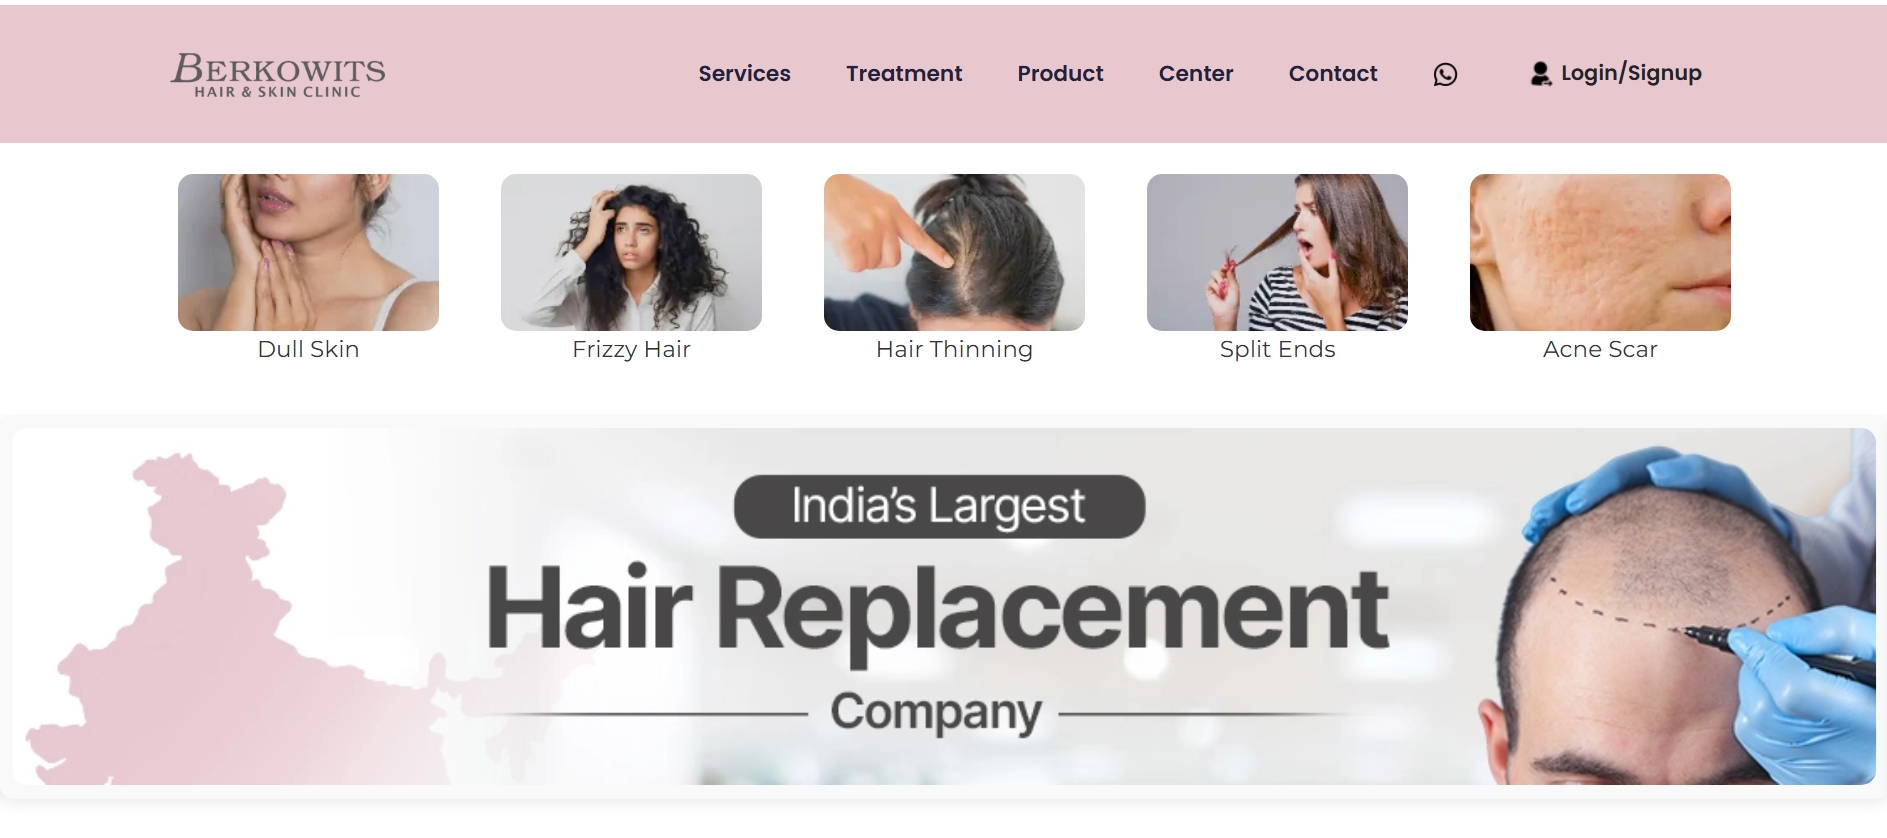 BERKOWITS
HAIR & SKIN CLINIC
Services
Treatment
Product
Center
Contact
Login/Signup
Dull Skin
Frizzy Hair
Hair Thinning
Split Ends
Acne Scar
India's Largest
Hair Replacement
Company